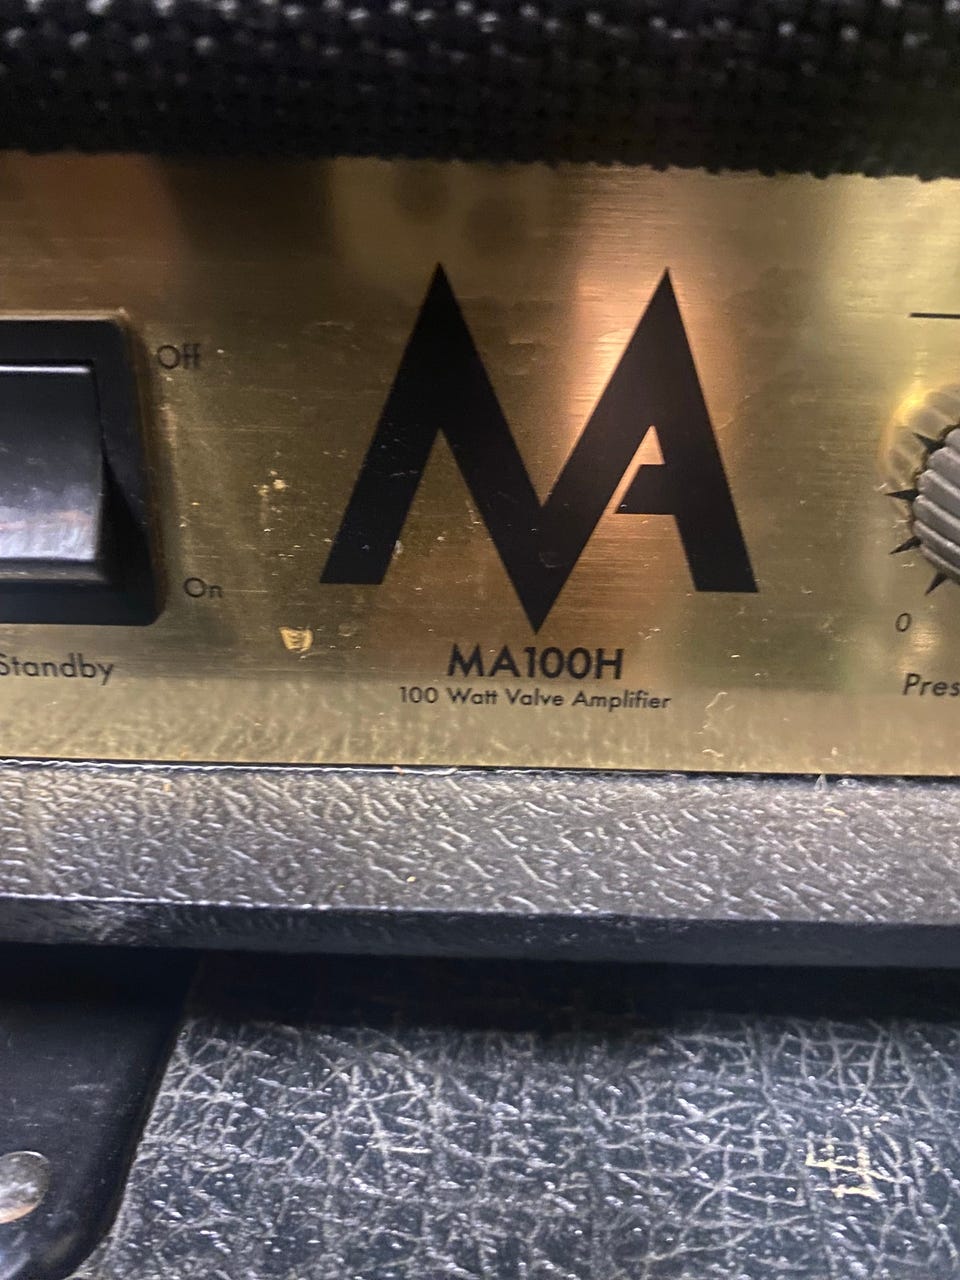 Off
On
Standby
MA
MA100H
100 Watt Valve Amplifier
0